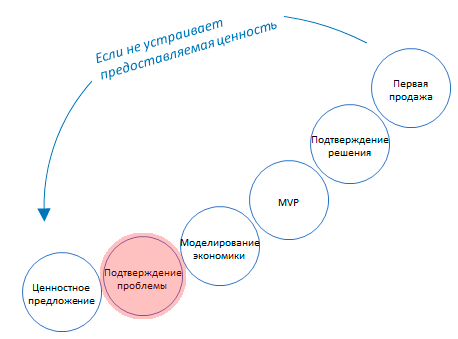 Если не устраивает
предоставляемая ценность
Первая
продажа
Подтверждение
решения
MVP
Моделирование
экономики
Подтверждение
проблемы
Ценностное
предложение